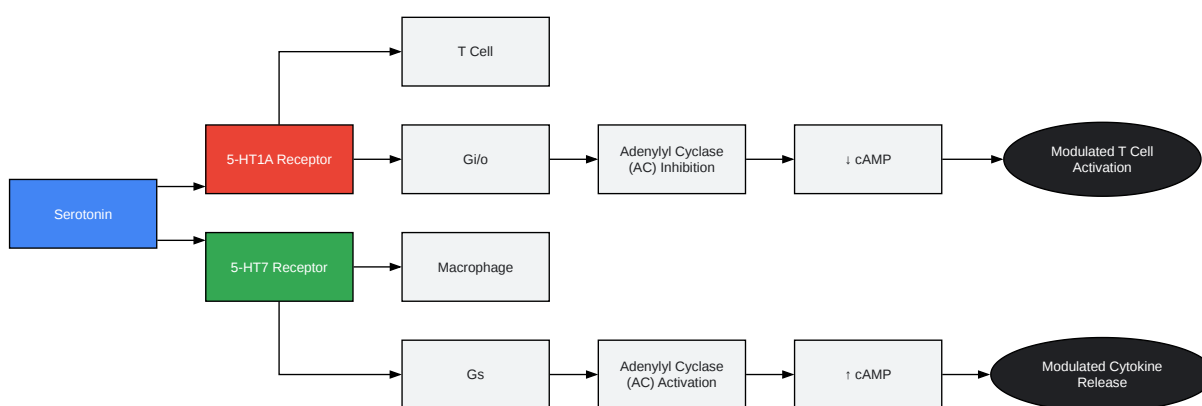 T Cell
5-HT1A Receptor
Gi/o
Adenylyl Cyclase
(AC) Inhibition
↓ cAMP
Modulated T Cell
Activation
Serotonin
5-HT7 Receptor
Macrophage
Gs
Adenylyl Cyclase
(AC) Activation
↑ cAMP
Modulated Cytokine
Release